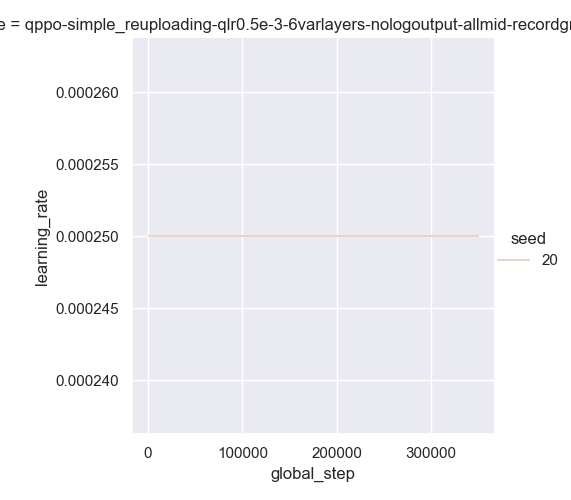 e = qppo-simple_reuploading-qlr0.5e-3-6varlayers-nologoutput-allmid-recordgr
0.000260
0.000255
0.000250
0.000245
0.000240
learning_rate
0 100000 200000 300000
global_step
seed
20